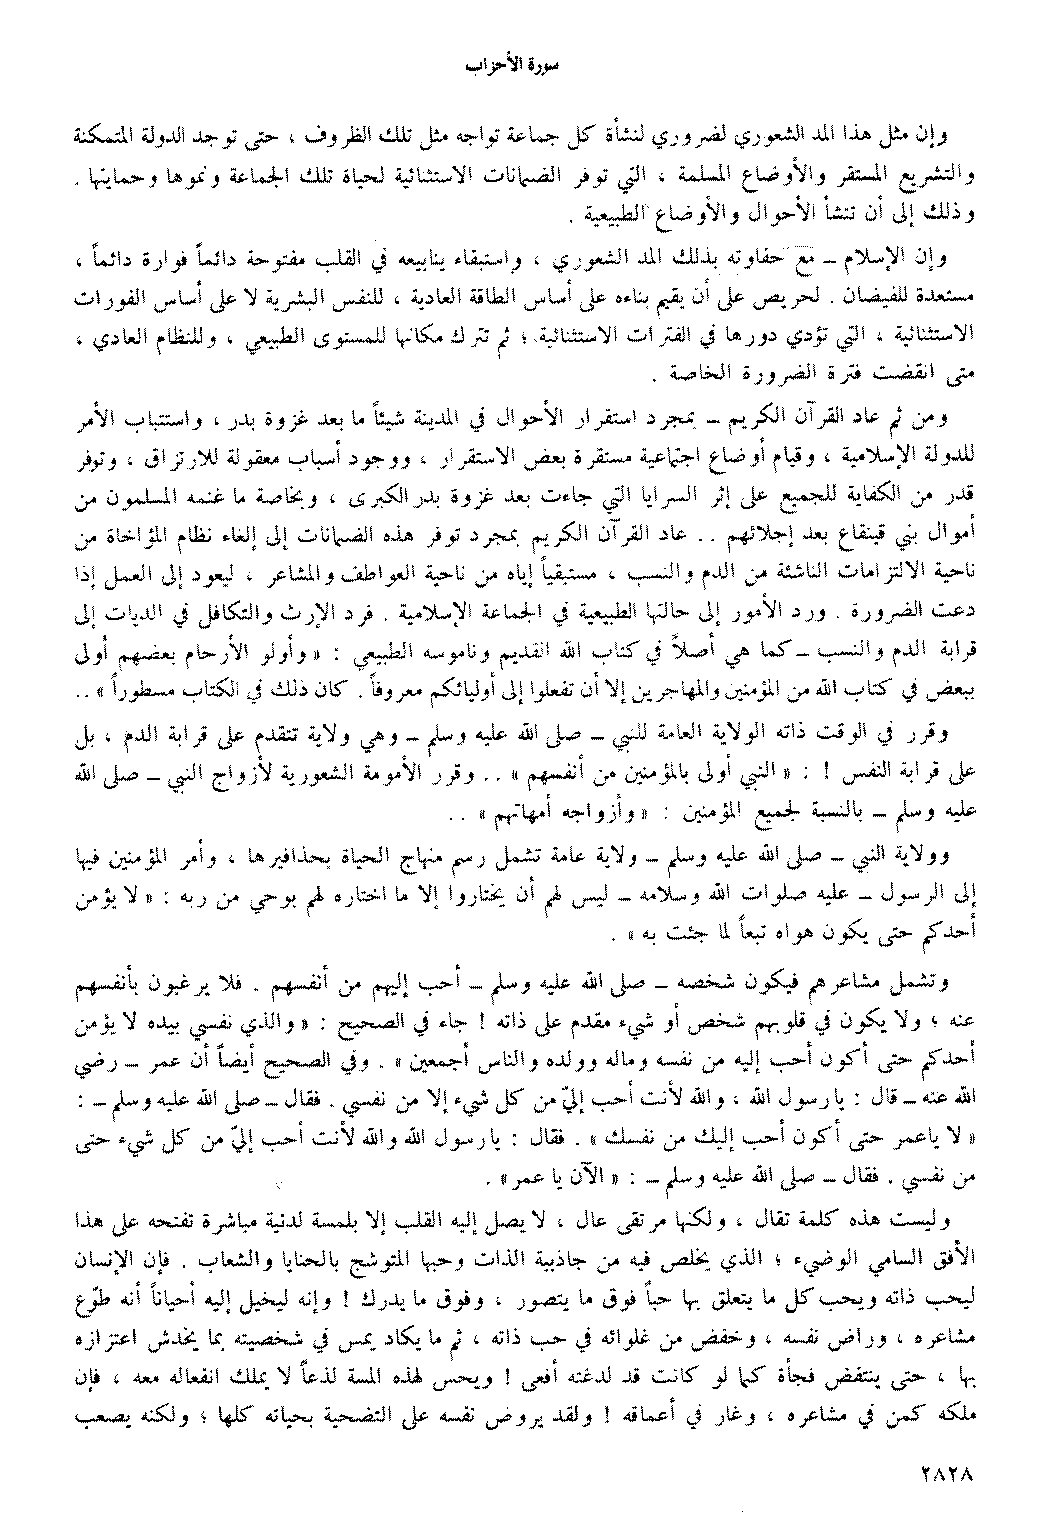 سورة الأحزاب
وإن مثل هذا المد الشعوري لضروري لنشأة كل جماعة تواجه مثل تلك الظروف ، حتى توجد الدولة المتمكنة
والتشريع المستقر والأوضاع المسلمة ، التي توفر الضمانات الاستثنائية لحياة تلك الجماعة ونموها وحمايتها .
وذلك إلى أن تنشأ الأحوال والأوضاع الطبيعية .
وإن الإسلام – مع حفاوته بذلك المد الشعوري ، واستبقاء ينابيعه في القلب مفتوحة دائماً فوارة دائماً ،
مستعدة للفيضان . لحريص على أن يقيم بناءه على أساس الطاقة العادية ، للنفس البشرية لا على أساس الفورات
الاستثنائية ، التي تؤدي دورها في الفترات الاستثنائية ؛ ثم تترك مكانها للمستوى الطبيعي ، وللنظام العادي ،
متى انقضت فترة الضرورة الخاصة .
ومن ثم عاد القرآن الكريم – بمجرد استقرار الأحوال في المدينة شيئاً ما بعد غزوة بدر ، واستتباب الأمر
للدولة الإسلامية ، وقيام أوضاع اجتماعية مستقرة بعض الاستقرار ، ووجود أسباب معقولة للارتزاق ، وتوفر
قدر من الكفاية للجميع على إثر السرايا التي جاءت بعد غزوة بدر الكبرى ، وبخاصة ما غنمه المسلمون من
أموال بني قينقاع بعد إجلائهم .. عاد القرآن الكريم بمجرد توفر هذه الضمانات إلى إلغاء نظام المؤاخاة من
ناحية الالتزامات الناشئة من الدم والنسب ، مستبقياً إياه من ناحية العواطف والمشاعر ، ليعود إلى العمل إذا
دعت الضرورة . ورد الأمور إلى حالتها الطبيعية في الجماعة الإسلامية . فرد الإرث والتكافل في الديات إلى
قرابة الدم والنسب – كما هي أصلاً في كتاب الله القديم وناموسه الطبيعي : « وأولو الأرحام بعضهم أولى
ببعض في كتاب الله من المؤمنين والمهاجرين إلا أن تفعلوا إلى أوليائكم معروفاً . كان ذلك في الكتاب مسطوراً » ..
وقرر في الوقت ذاته الولاية العامة للنبي – صلى الله عليه وسلم – وهي ولاية تتقدم على قرابة الدم ، بل
على قرابة النفس ! : « النبي أولى بالمؤمنين من أنفسهم » .. وقرر الأمومة الشعورية لأزواج النبي – صلى الله
عليه وسلم – بالنسبة لجميع المؤمنين : « وأزواجه أمهاتهم » ..
وولاية النبي – صلى الله عليه وسلم – ولاية عامة تشمل رسم منهاج الحياة بحذافيرها ، وأمر المؤمنين فيها
إلى الرسول – عليه صلوات الله وسلامه – ليس لهم أن يختاروا إلا ما اختاره لهم بوحي من ربه : « لا يؤمن
أحدكم حتى يكون هواه تبعاً لما جئت به » .
وتشمل مشاعرهم فيكون شخصه – صلى الله عليه وسلم – أحب إليهم من أنفسهم . فلا يرغبون بأنفسهم
عنه ؛ ولا يكون في قلوبهم شخص أو شيء مقدم على ذاته ! جاء في الصحيح : « والذي نفسي بيده لا يؤمن
أحدكم حتى أكون أحب إليه من نفسه وماله وولده والناس أجمعين » . وفي الصحيح أيضاً أن عمر – رضي
الله عنه – قال : يا رسول الله ، والله لأنت أحب إليّ من كل شيء إلا من نفسي . فقال – صلى الله عليه وسلم – :
« لا ياعمر حتى أكون أحب إليك من نفسك » . فقال : يا رسول الله والله لأنت أحب إليّ من كل شيء حتى
من نفسي . فقال – صلى الله عليه وسلم – : « الآن يا عمر » .
وليست هذه كلمة تقال ، ولكنها مرتقى عال ، لا يصل إليه القلب إلا بلمسة لدنية مباشرة تفتحه على هذا
الأفق السامي الوضيء ؛ الذي يخلص فيه من جاذبية الذات وحبها المتوشج بالحنايا والشعاب . فإن الإنسان
ليحب ذاته ويحب كل ما يتعلق بها حباً فوق ما يتصور ، وفوق ما يدرك ! وإنه ليخيل إليه أحياناً أنه طوّع
مشاعره ، وراض نفسه ، وخفض من غلوائه في حب ذاته ، ثم ما يكاد يمس في شخصيته بما يخدش اعتزازه
بها ، حتى ينتفض فجأة كما لو كانت قد لدغته أفعى ! ويحس لهذه المسة لذعاً لا يملك انفعاله معه ، فإن
ملكه كمن في مشاعره ، وغار في أعماقه ! ولقد يروض نفسه على التضحية بحياته كلها ؛ ولكنه يصعب
٢٨٢٨